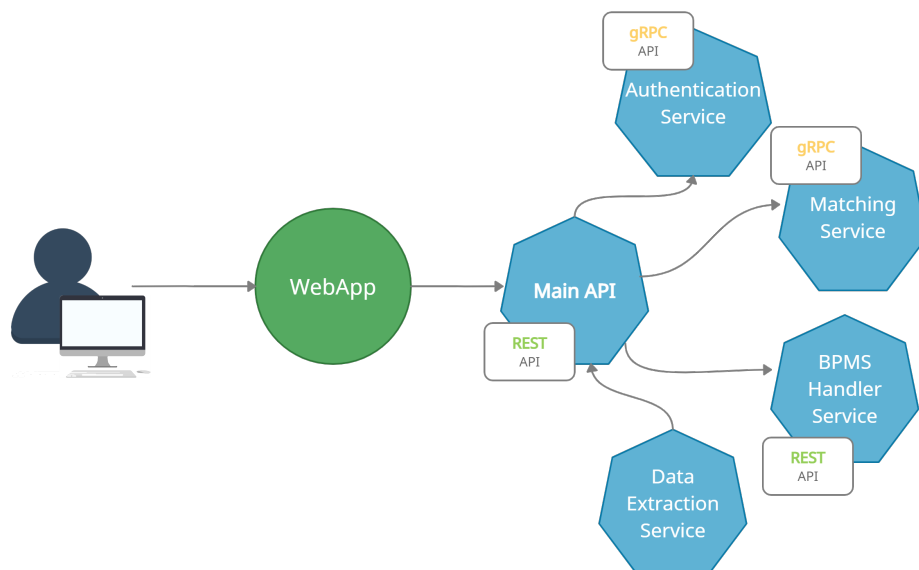 gRPC
API
Authentication
Service
gRPC
API
Matching
Service
WebApp
Main API
REST
API
BPMS
Handler
Service
REST
API
Data
Extraction
Service